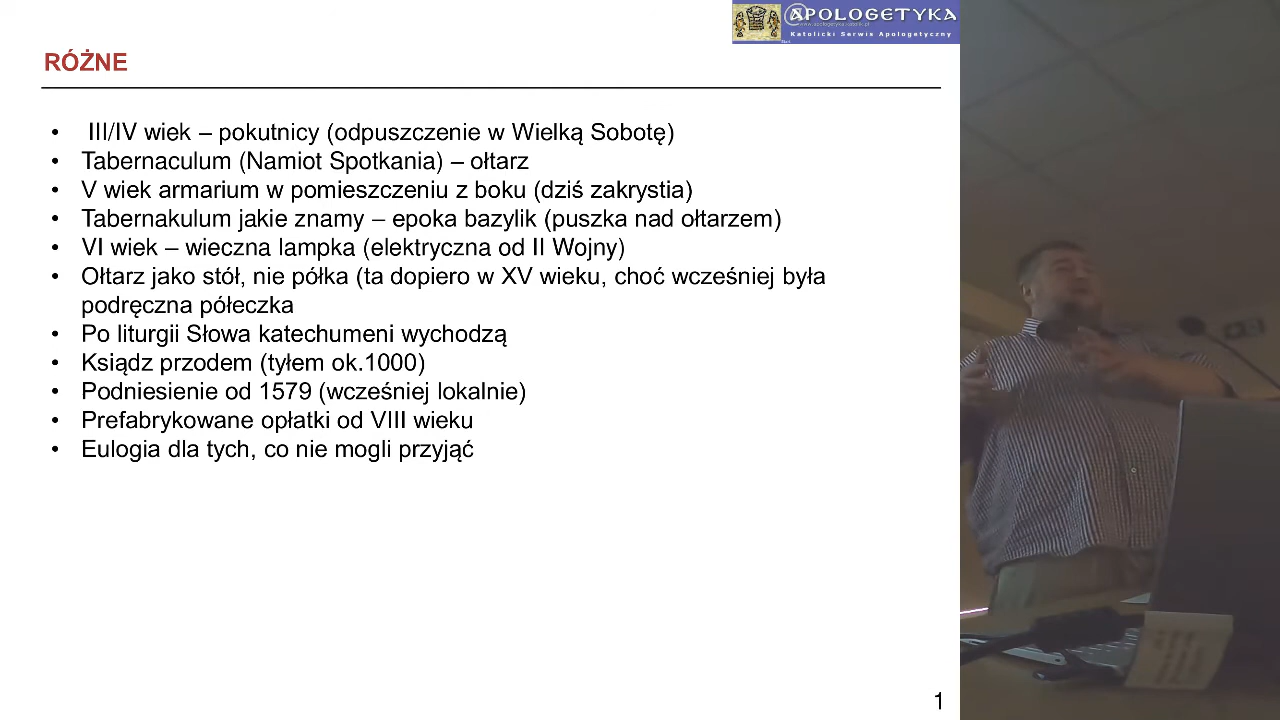 APOLOGETYKA
Katolicki Serwis Apologetyczny
RÓŻNE
• III/IV wiek – pokutnicy (odpuszczenie w Wielką Sobotę)
• Tabernaculum (Namiot Spotkania) – ołtarz
• V wiek armarium w pomieszczeniu z boku (dziś zakrystia)
• Tabernakulum jakie znamy – epoka bazylik (puszka nad ołtarzem)
• VI wiek – wieczna lampka (elektryczna od II Wojny)
• Ołtarz jako stół, nie półka (ta dopiero w XV wieku, choć wcześniej była
podręczna półeczka
• Po liturgii Słowa katechumeni wychodzą
• Ksiądz przodem (tyłem ok.1000)
• Podniesienie od 1579 (wcześniej lokalnie)
• Prefabrykowane opłatki od VIII wieku
• Eulogia dla tych, co nie mogli przyjąć
1